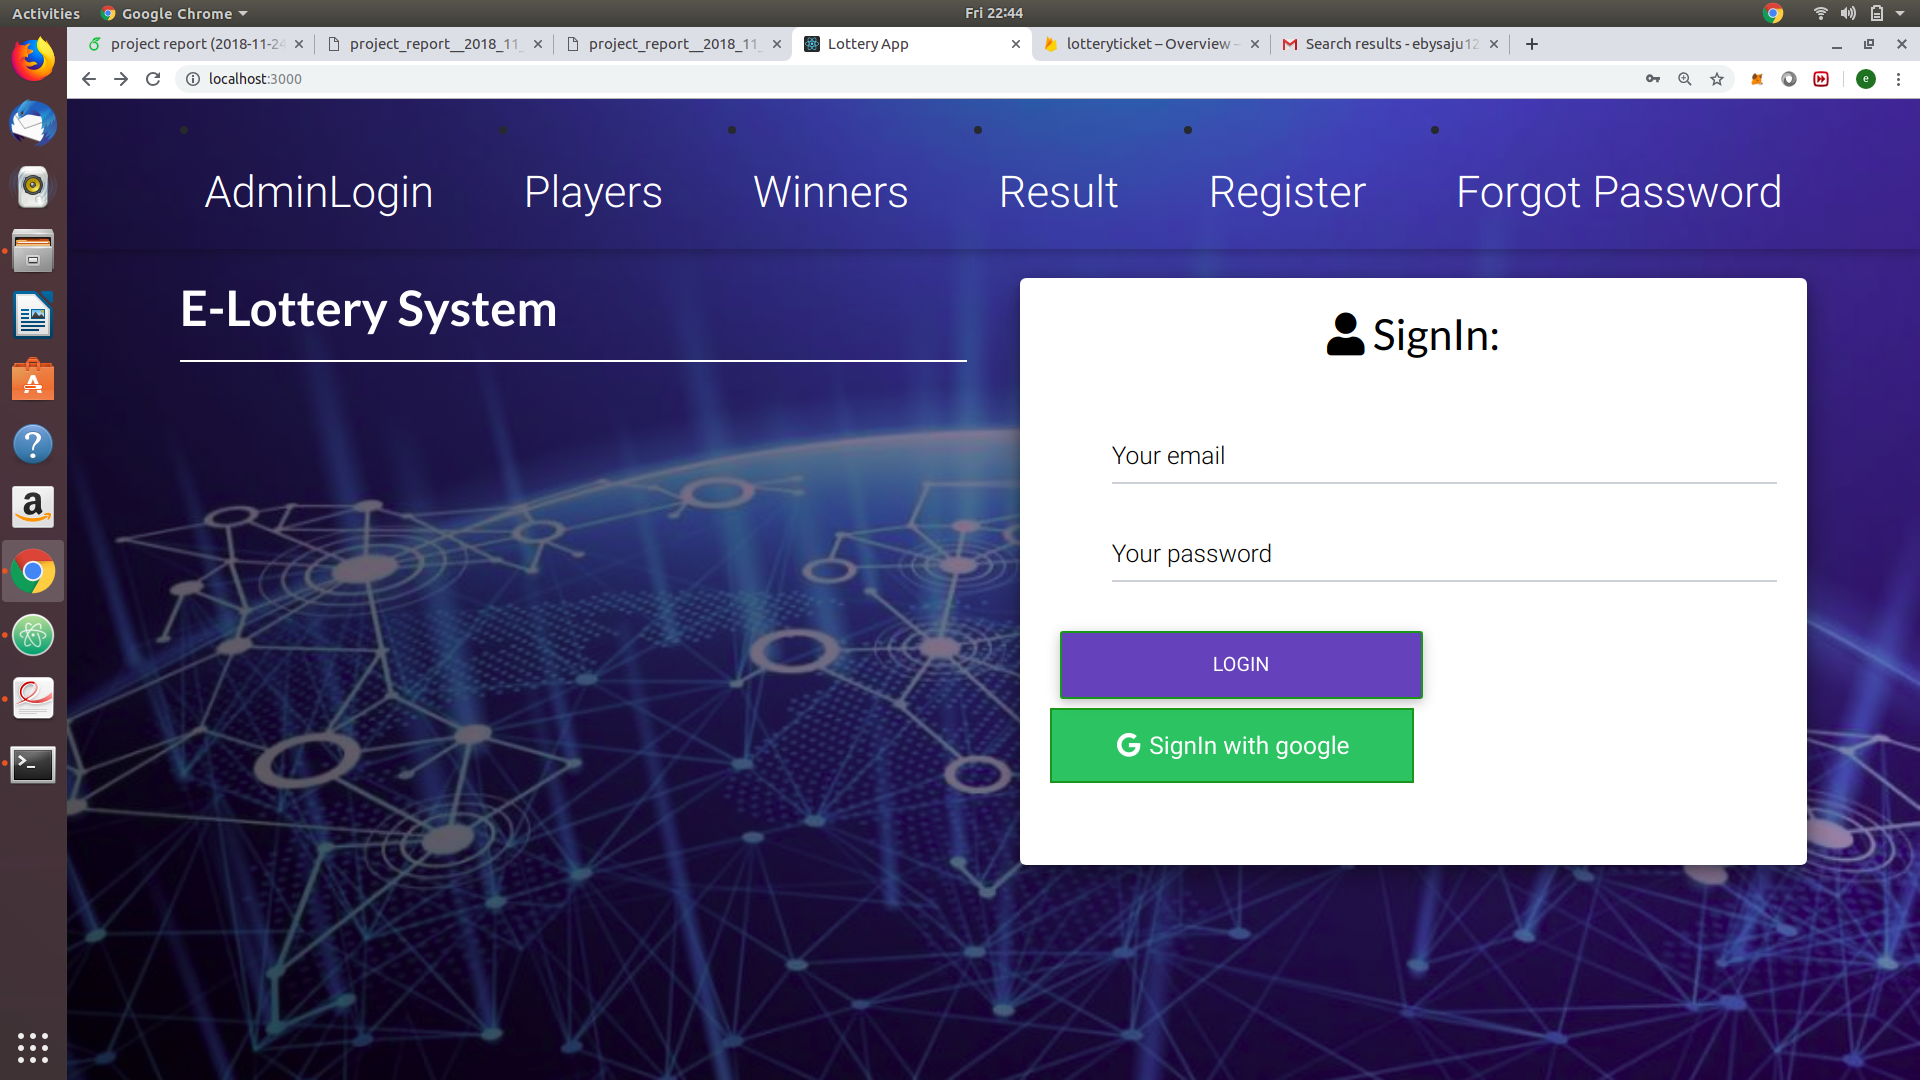 Activities Google Chrome Fri 22:44
project report (2018-11-24 project_report__2018_11_ project_report__2018_11_ Lottery App lotteryticket – Overview – Search results - ebysaju12
localhost:3000 e
AdminLogin Players Winners Result Register Forgot Password
E-Lottery System
SignIn:
Your email
Your password
LOGIN
SignIn with google